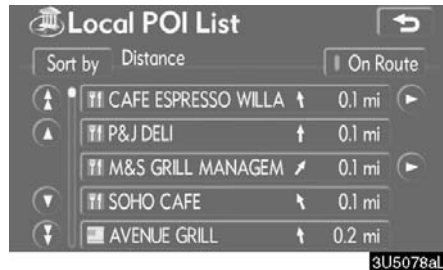 Local POI List
Sort by Distance On Route
CAFE ESPRESSO WILLA 0.1 mi
P&J DELI 0.1 mi
M&S GRILL MANAGEM 0.1 mi
SOHO CAFE 0.1 mi
AVENUE GRILL 0.2 mi
3U5078aL